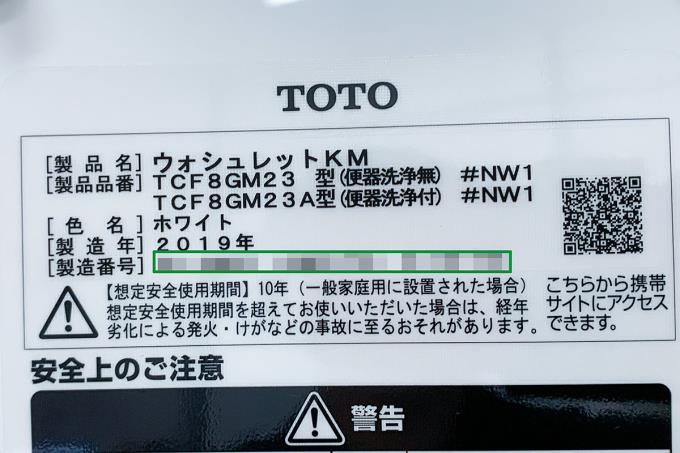 TOTO
[製品名] ウォシュレットKM
[製品品番] TCF8GM23 型(便器洗浄無) #NW1
TCF8GM23A型(便器洗浄付) #NW1
[色名] ホワイト
[製造年] 2019年
[製造番号]
【想定安全使用期間】10年(一般家庭用に設置された場合)
想定安全使用期間を超えてお使いいただいた場合は、経年
劣化による発火・けがなどの事故に至るおそれがあります。
こちらから携帯
サイトにアクセス
できます。
安全上のご注意
警告